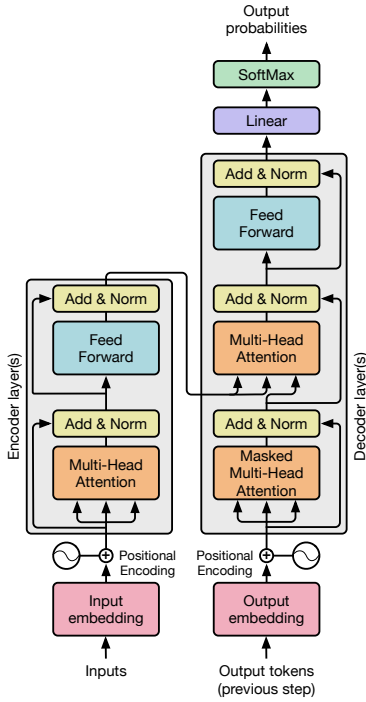 Output
probabilities
SoftMax
Linear
Add & Norm
Feed
Forward
Add & Norm
Multi-Head
Attention
Add & Norm
Masked
Multi-Head
Attention
Decoder layer(s)
Positional
Encoding
Output
embedding
Output tokens
(previous step)
Encoder layer(s)
Add & Norm
Feed
Forward
Add & Norm
Multi-Head
Attention
Positional
Encoding
Input
embedding
Inputs